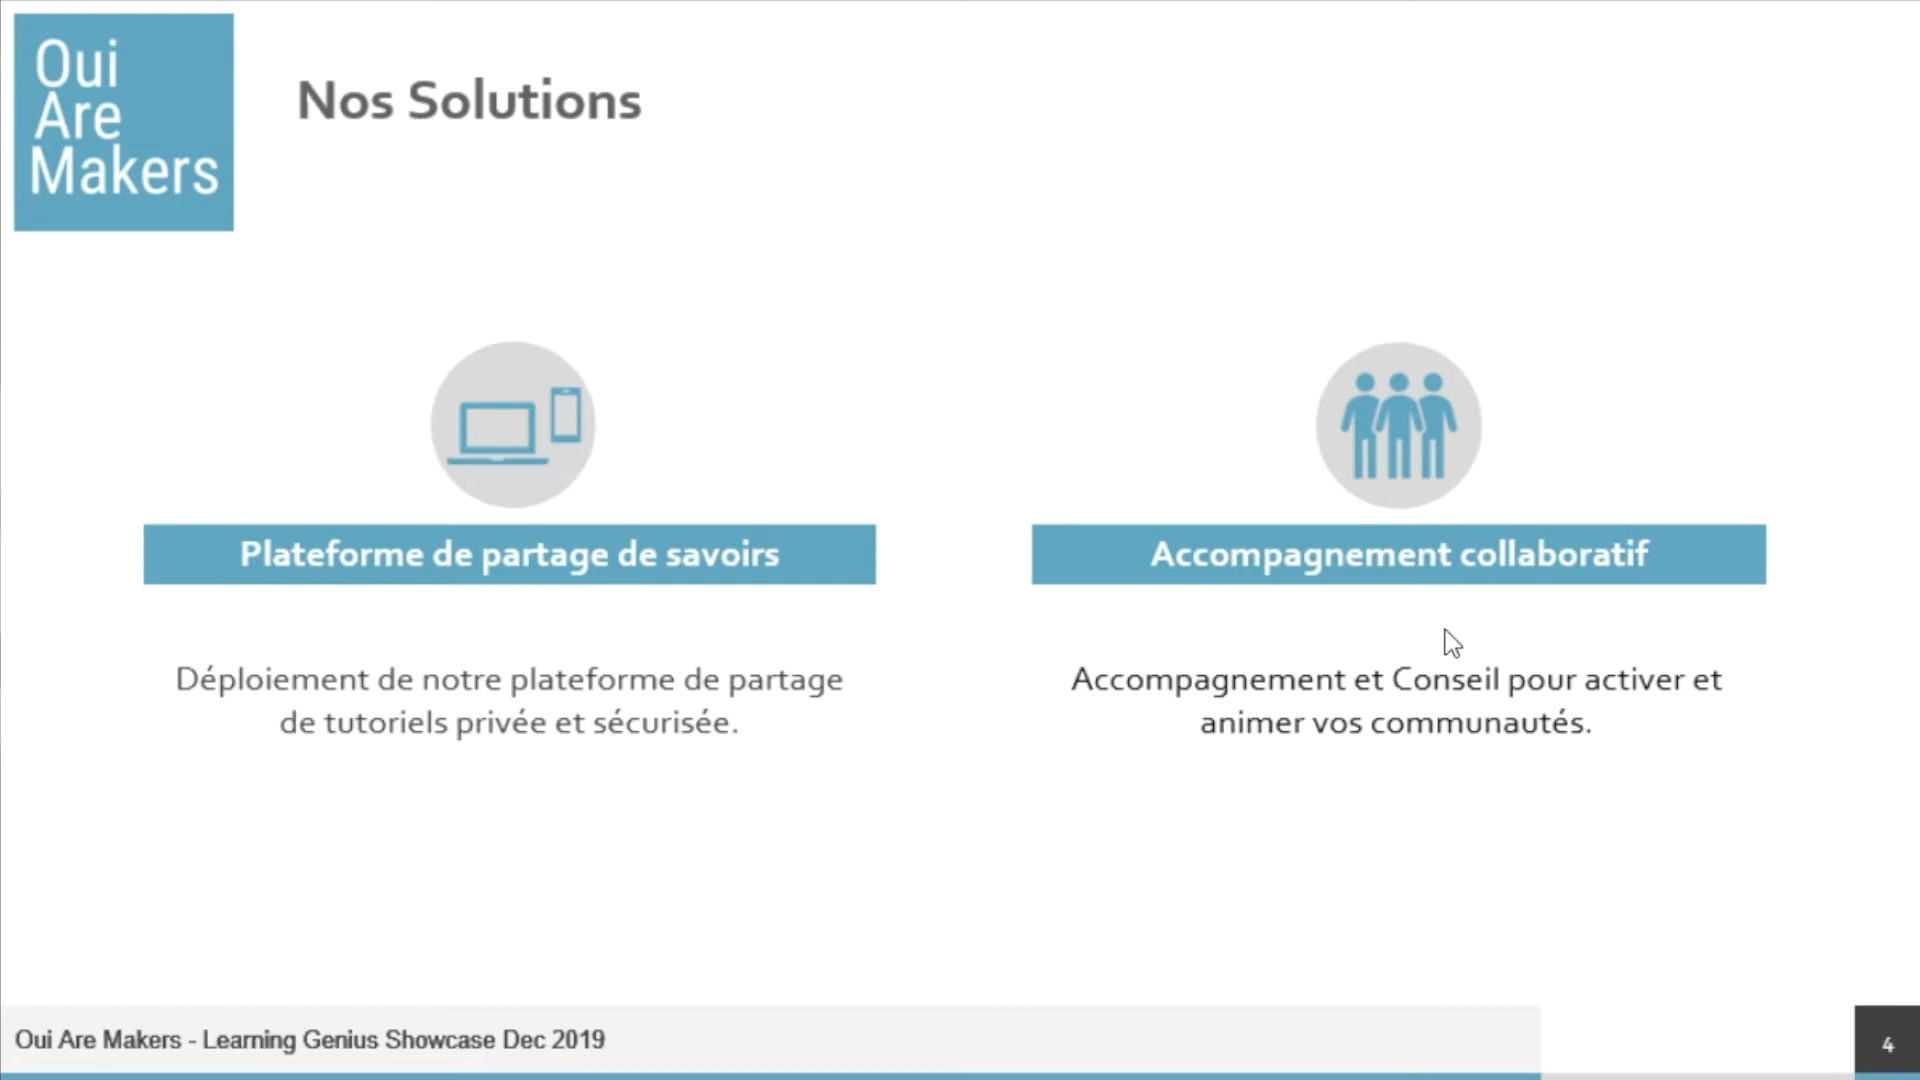 Oui
Are
Makers
Nos Solutions
Plateforme de partage de savoirs
Déploiement de notre plateforme de partage
de tutoriels privée et sécurisée.
Accompagnement collaboratif
Accompagnement et Conseil pour activer et
animer vos communautés.
Oui Are Makers - Learning Genius Showcase Dec 2019
4